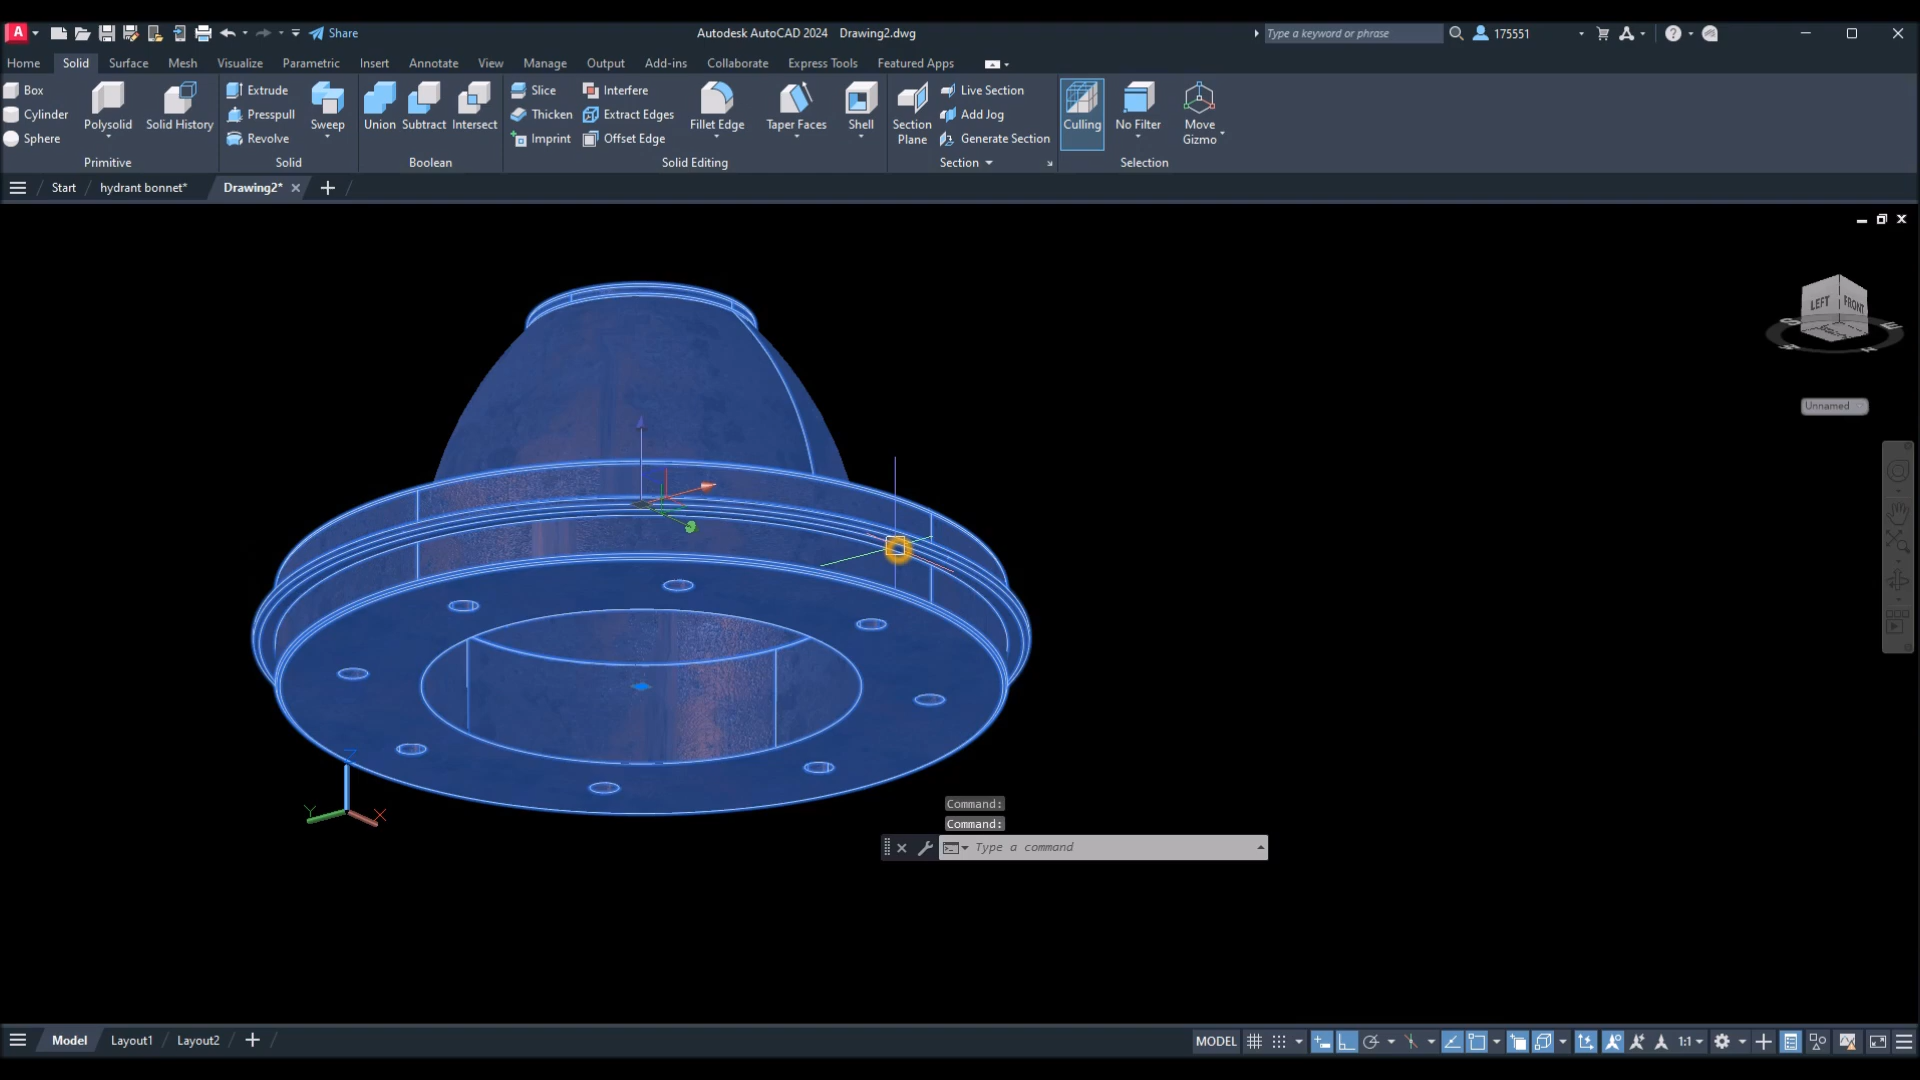 A Share Autodesk AutoCAD 2024 Drawing2.dwg Type a keyword or phrase 175551
Home Solid Surface Mesh Visualize Parametric Insert Annotate View Manage Output Add-ins Collaborate Express Tools Featured Apps
Box Extrude Slice Interfere Live Section
Cylinder Polysolid Solid History Presspull Sweep Union Subtract Intersect Thicken Extract Edges Fillet Edge Taper Faces Shell Section Plane Add Jog Culling No Filter Move Gizmo
Sphere Revolve Imprint Offset Edge Generate Section
Primitive Solid Boolean Solid Editing Section Selection
Start hydrant bonnet* Drawing2*
LEFT FRONT
S E
Unnamed
Z
Y X
Command:
Command:
Type a command
Model Layout1 Layout2 MODEL 1:1